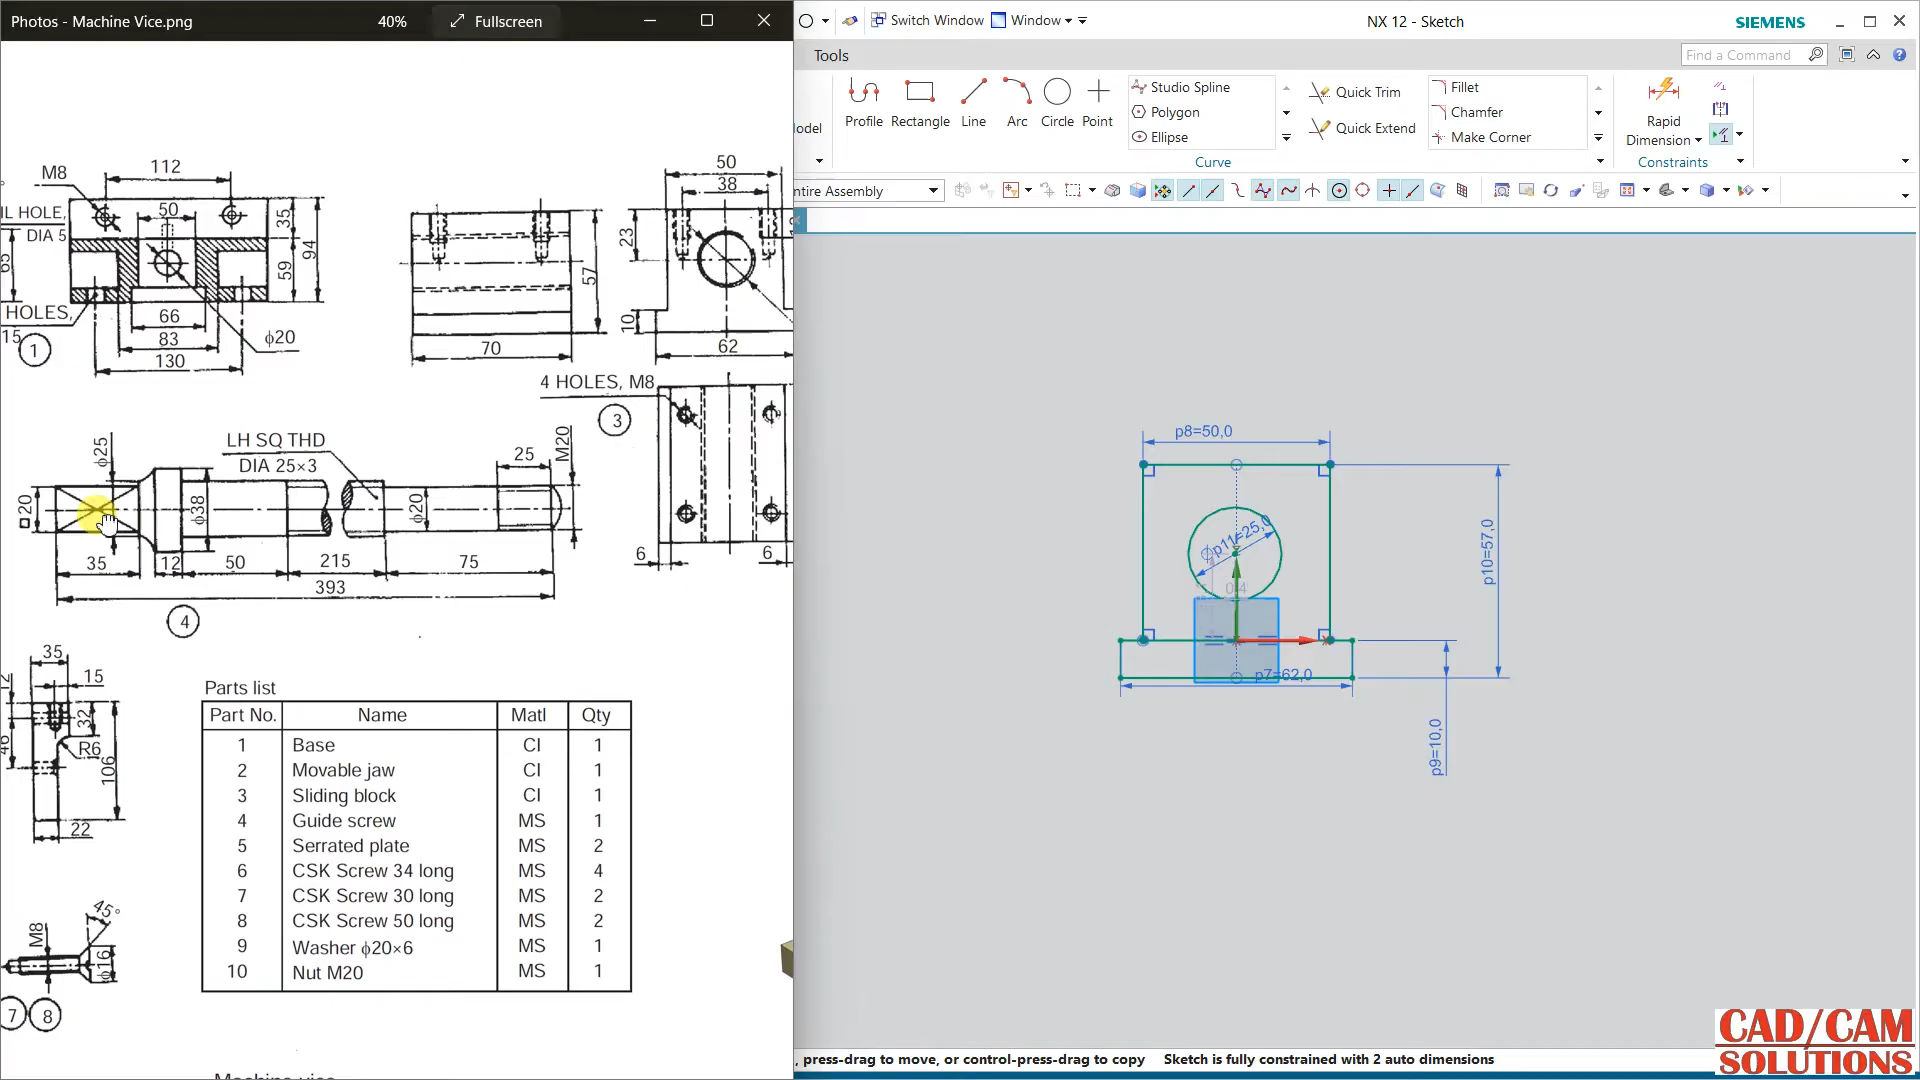 Photos - Machine Vice.png
40%
Fullscreen
Switch Window
Window
NX 12 - Sketch
SIEMENS
Tools
Find a Command
Profile
Rectangle
Line
Arc
Circle
Point
Studio Spline
Polygon
Ellipse
Quick Trim
Quick Extend
Fillet
Chamfer
Make Corner
Rapid
Dimension
Curve
Constraints
ntire Assembly
M8
112
IL HOLE,
DIA 5
50
35
94
59
65
HOLES,
15
66
83
130
ϕ20
1
57
70
50
38
23
10
62
4 HOLES, M8
3
6
6
ϕ25
LH SQ THD
DIA 25×3
25
M20
20
ϕ38
ϕ20
35
12
50
215
75
393
4
35
15
12
32
46
R6
106
22
Parts list
Part No. Name Matl Qty
1 Base CI 1
2 Movable jaw CI 1
3 Sliding block CI 1
4 Guide screw MS 1
5 Serrated plate MS 2
6 CSK Screw 34 long MS 4
7 CSK Screw 30 long MS 2
8 CSK Screw 50 long MS 2
9 Washer ϕ20×6 MS 1
10 Nut M20 MS 1
45°
M8
ϕ16
7
8
p8=50,0
p11=25,0
p10=57,0
p7=62,0
p9=10,0
, press-drag to move, or control-press-drag to copy
Sketch is fully constrained with 2 auto dimensions
CAD/CAM
SOLUTIONS